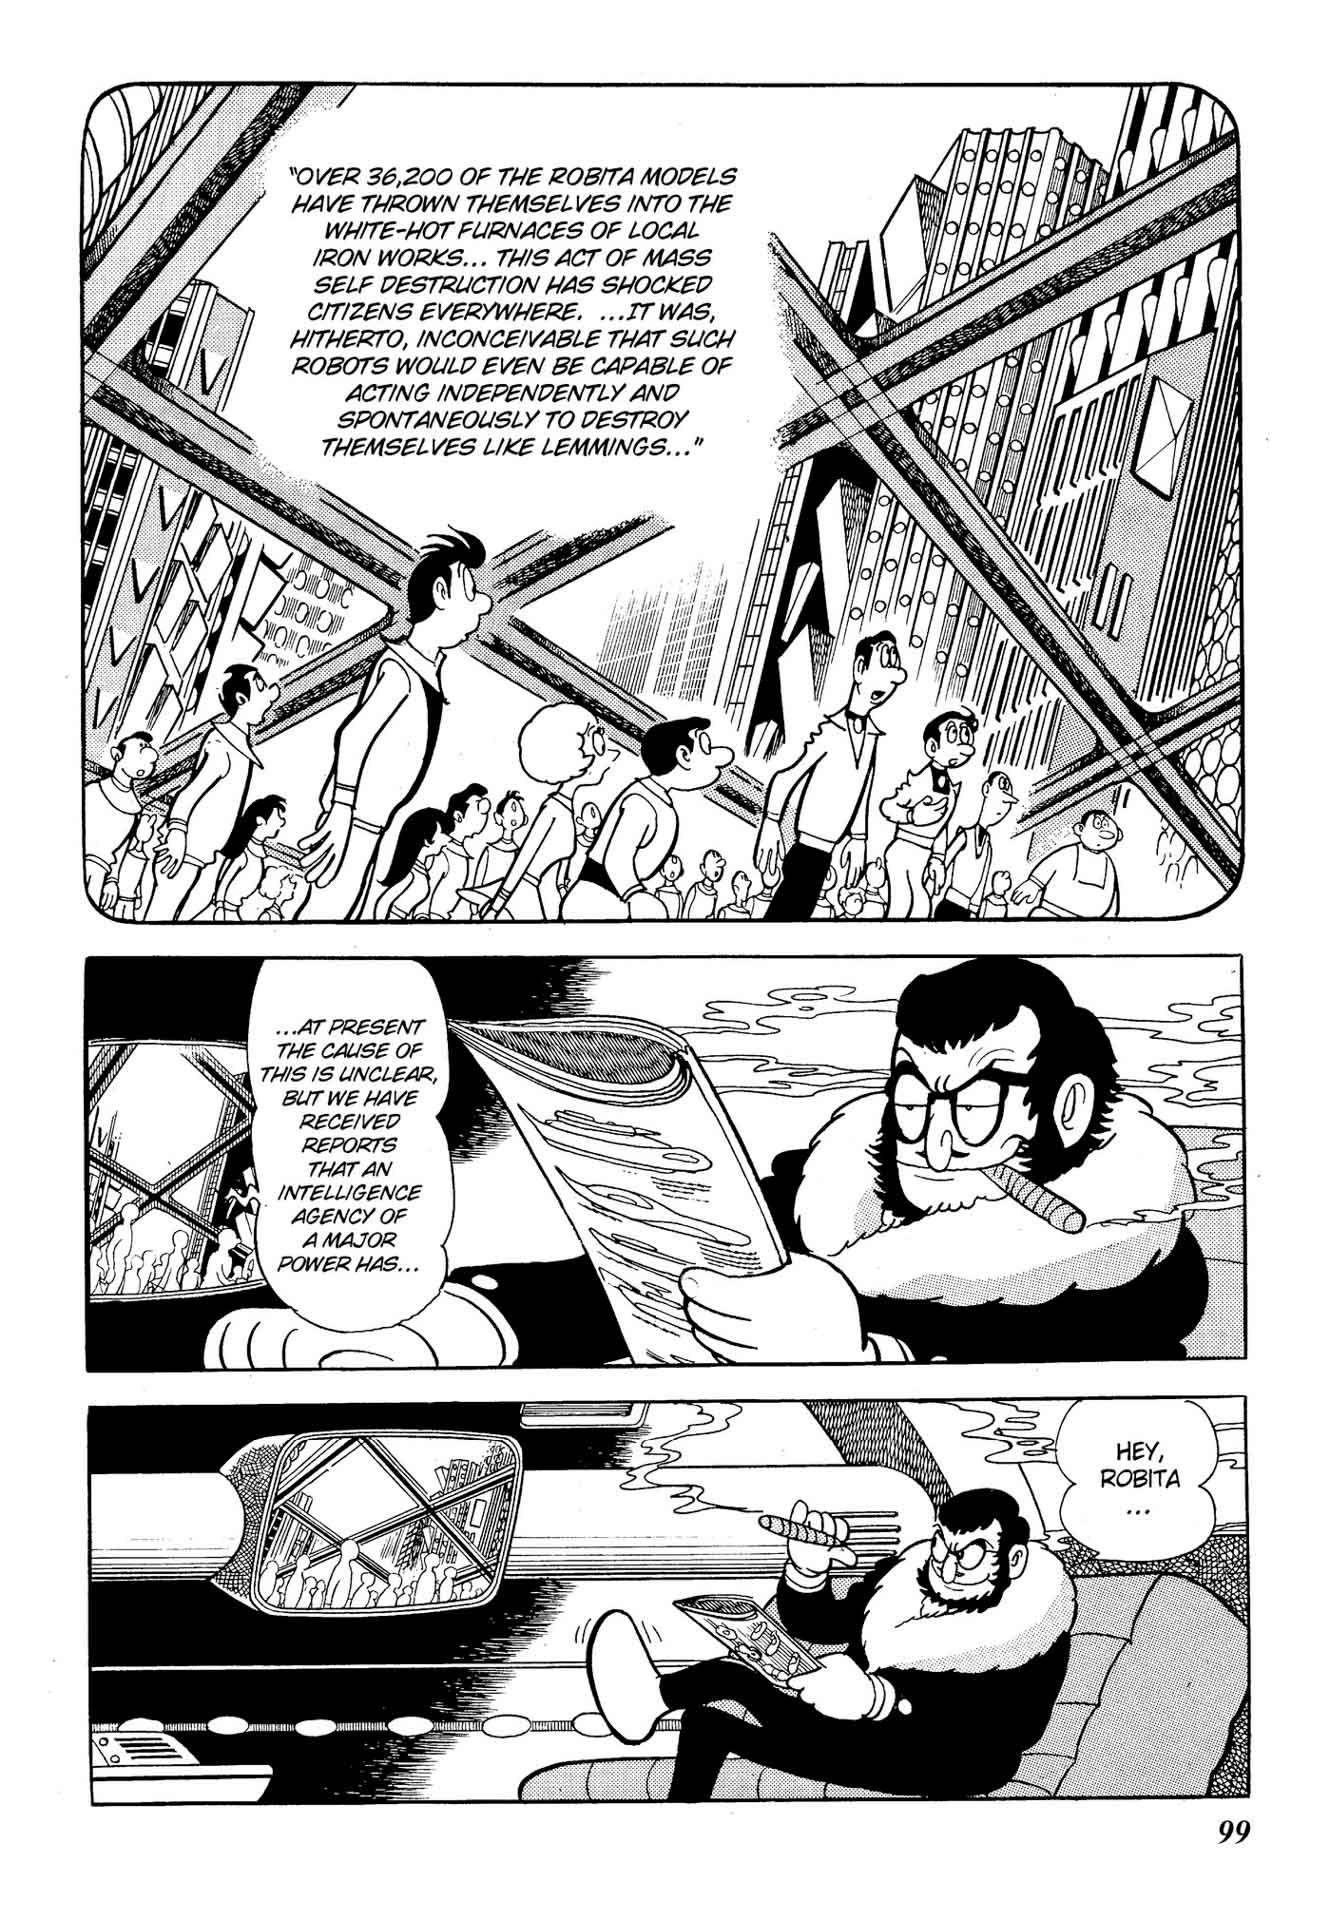 "OVER 36,200 OF THE ROBITA MODELS
HAVE THROWN THEMSELVES INTO THE
WHITE-HOT FURNACES OF LOCAL
IRON WORKS... THIS ACT OF MASS
SELF DESTRUCTION HAS SHOCKED
CITIZENS EVERYWHERE. ...IT WAS,
HITHERTO, INCONCEIVABLE THAT SUCH
ROBOTS WOULD EVEN BE CAPABLE OF
ACTING INDEPENDENTLY AND
SPONTANEOUSLY TO DESTROY
THEMSELVES LIKE LEMMINGS..."
...AT PRESENT
THE CAUSE OF
THIS IS UNCLEAR,
BUT WE HAVE
RECEIVED
REPORTS
THAT AN
INTELLIGENCE
AGENCY OF
A MAJOR
POWER HAS...
HEY,
ROBITA
...
99